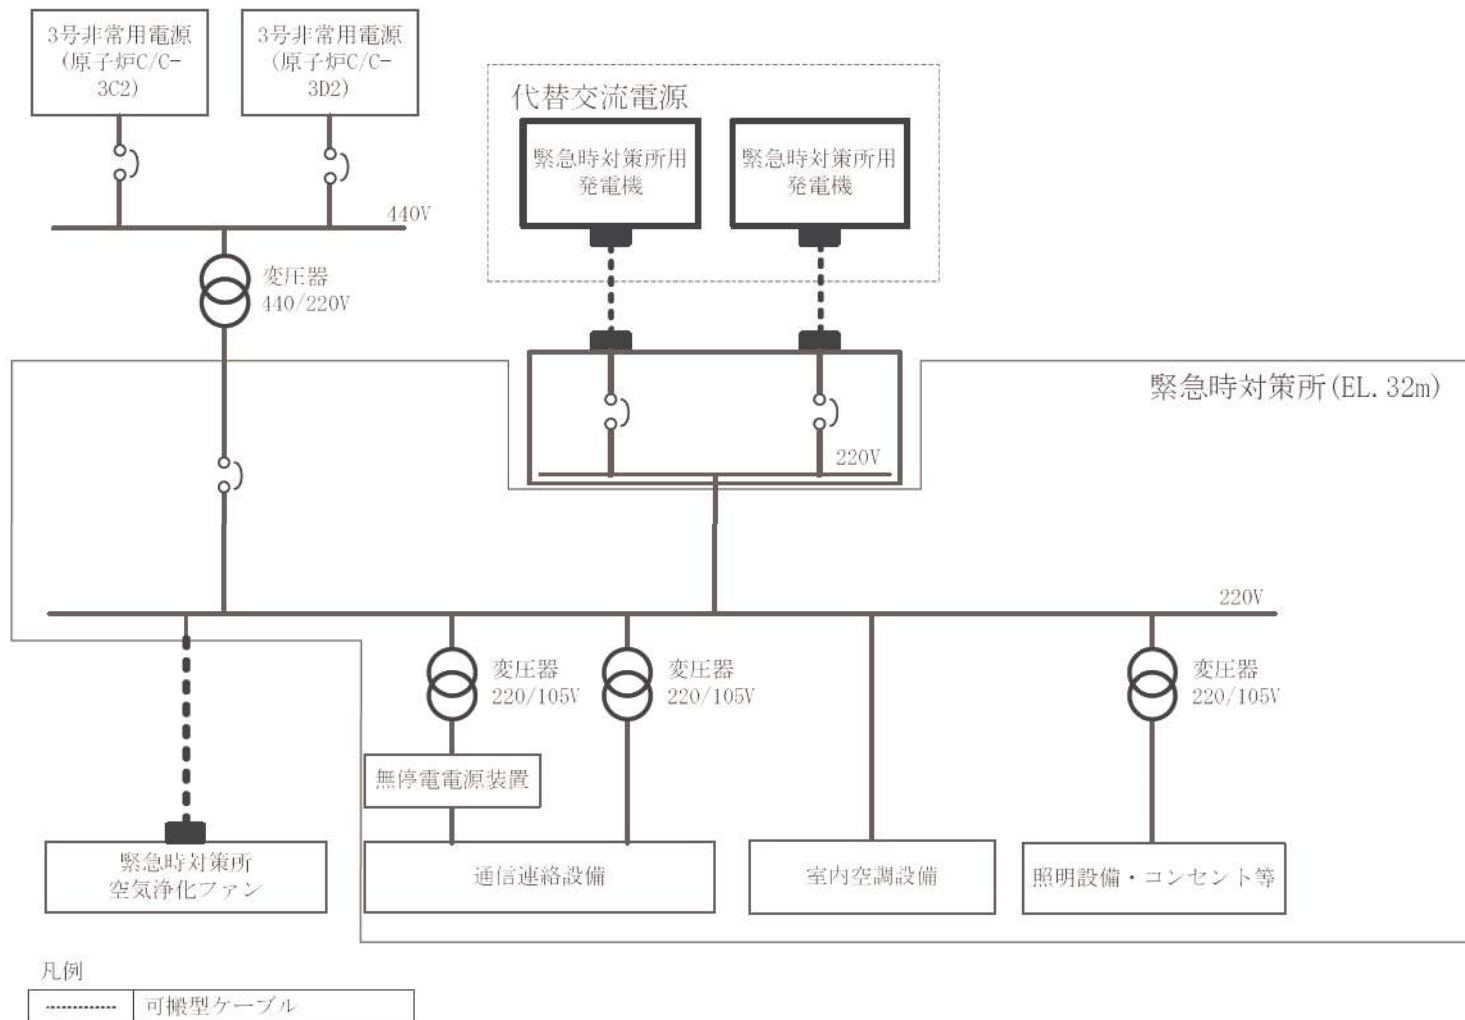 3号非常用電源
(原子炉C/C-
3C2)
3号非常用電源
(原子炉C/C-
3D2)
代替交流電源
緊急時対策所用
発電機
緊急時対策所用
発電機
440V
変圧器
440/220V
緊急時対策所(EL.32m)
220V
220V
変圧器
220/105V
変圧器
220/105V
変圧器
220/105V
無停電電源装置
緊急時対策所
空気浄化ファン
通信連絡設備
室内空調設備
照明設備・コンセント等
凡例
可搬型ケーブル